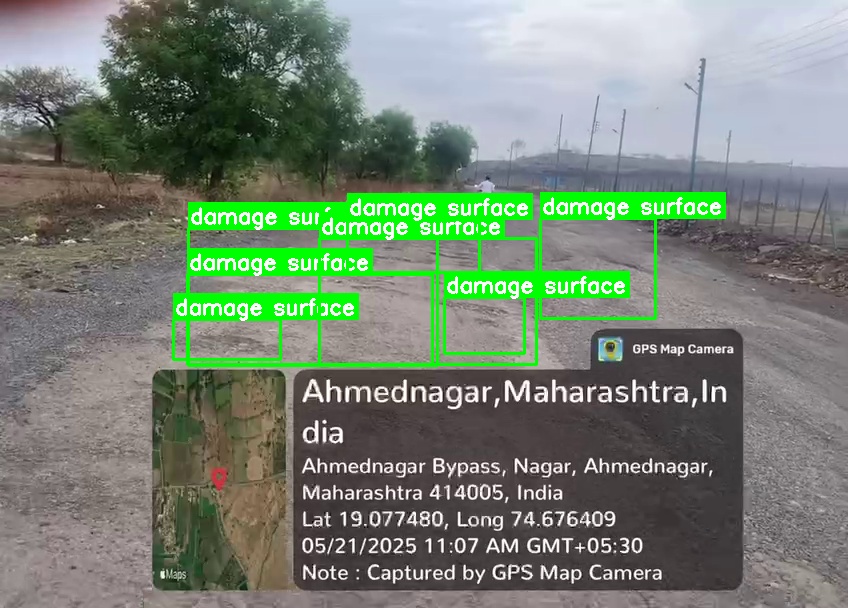 damage surface
damage surface
damage sur
damage surface
damage surface
damage surface
damage surface
GPS Map Camera
Ahmednagar,Maharashtra,In
dia
Ahmednagar Bypass, Nagar, Ahmednagar,
Maharashtra 414005, India
Lat 19.077480, Long 74.676409
05/21/2025 11:07 AM GMT+05:30
Note : Captured by GPS Map Camera
Maps